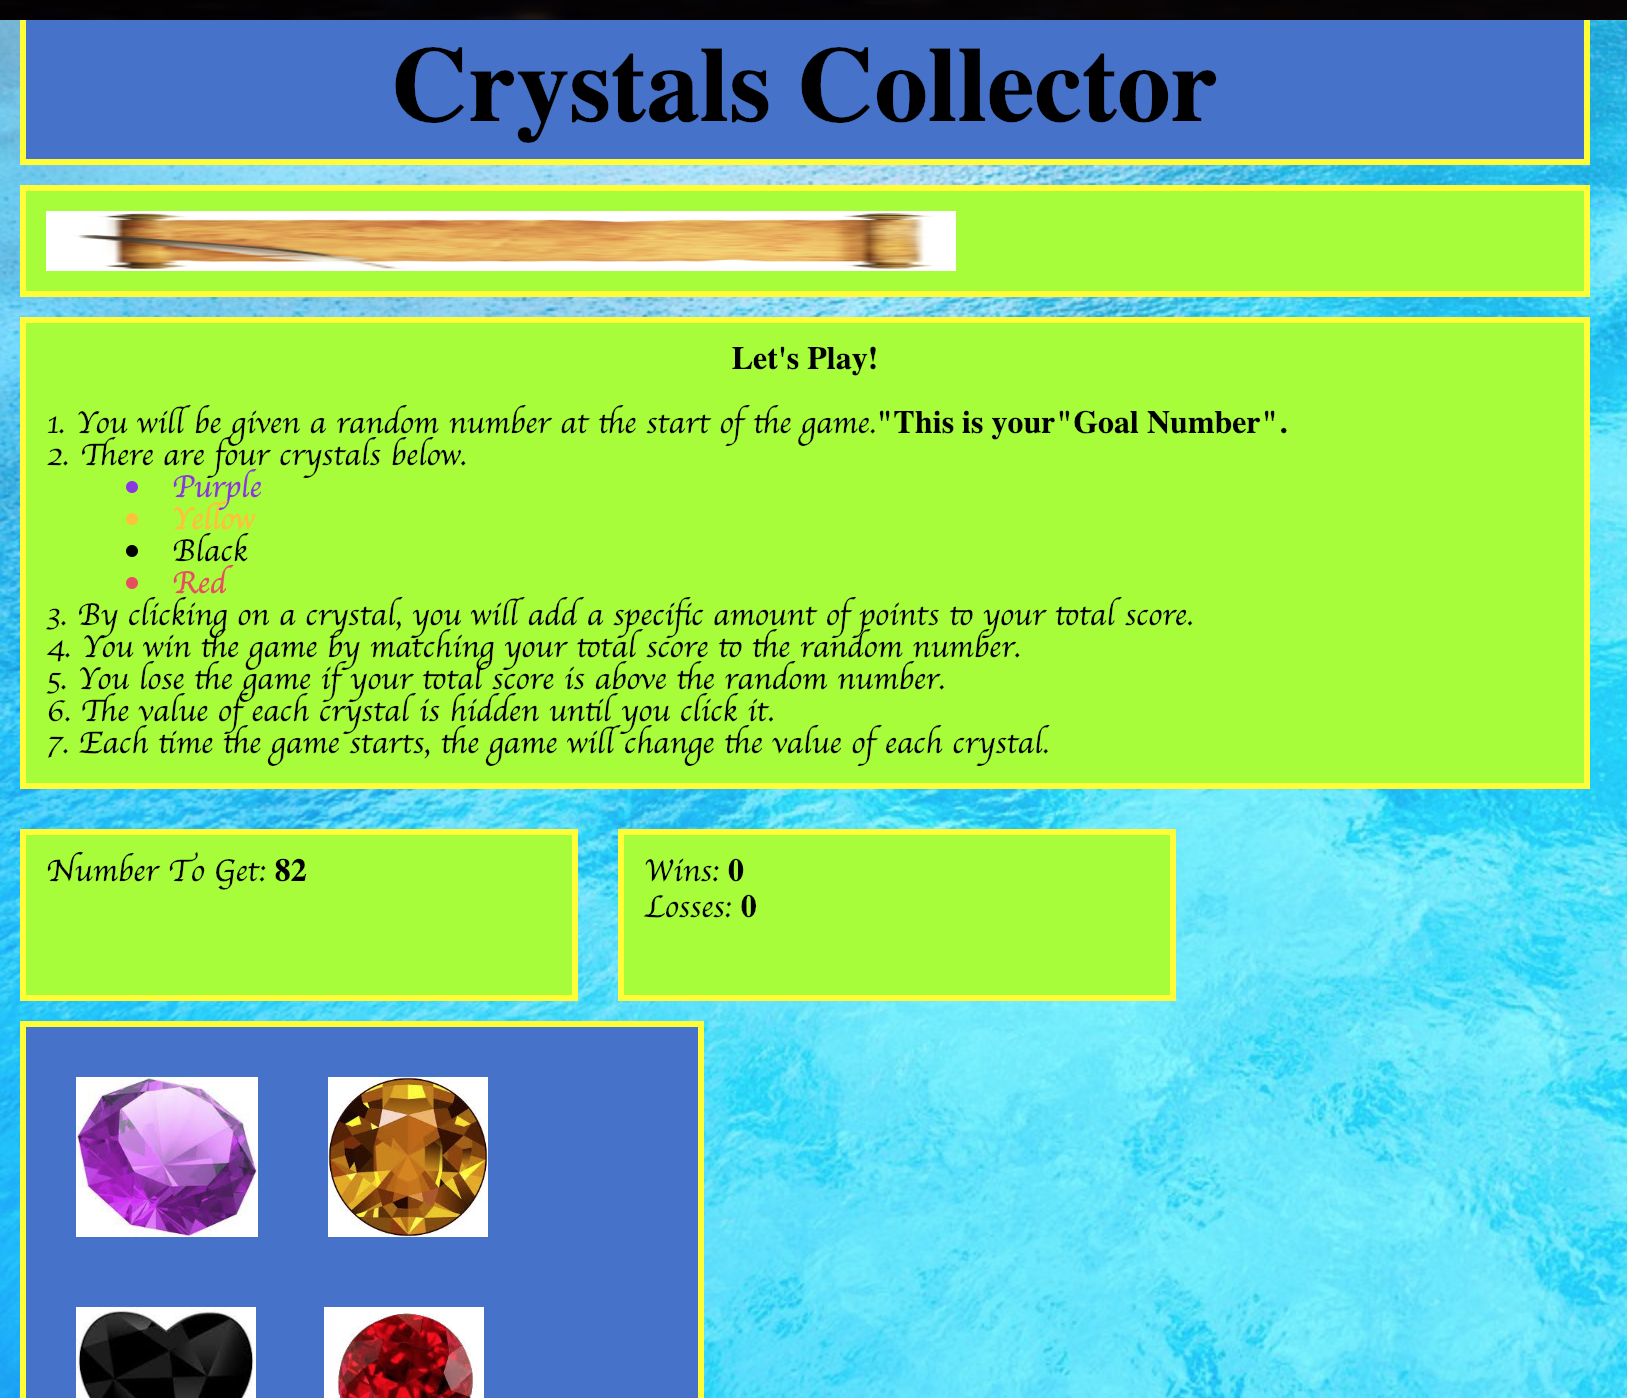 Crystals Collector
Let's Play!
1. You will be given a random number at the start of the game."This is your"Goal Number".
2. There are four crystals below.
• Purple
• Yellow
• Black
• Red
3. By clicking on a crystal, you will add a specific amount of points to your total score.
4. You win the game by matching your total score to the random number.
5. You lose the game if your total score is above the random number.
6. The value of each crystal is hidden until you click it.
7. Each time the game starts, the game will change the value of each crystal.
Number To Get: 82
Wins: 0
Losses: 0